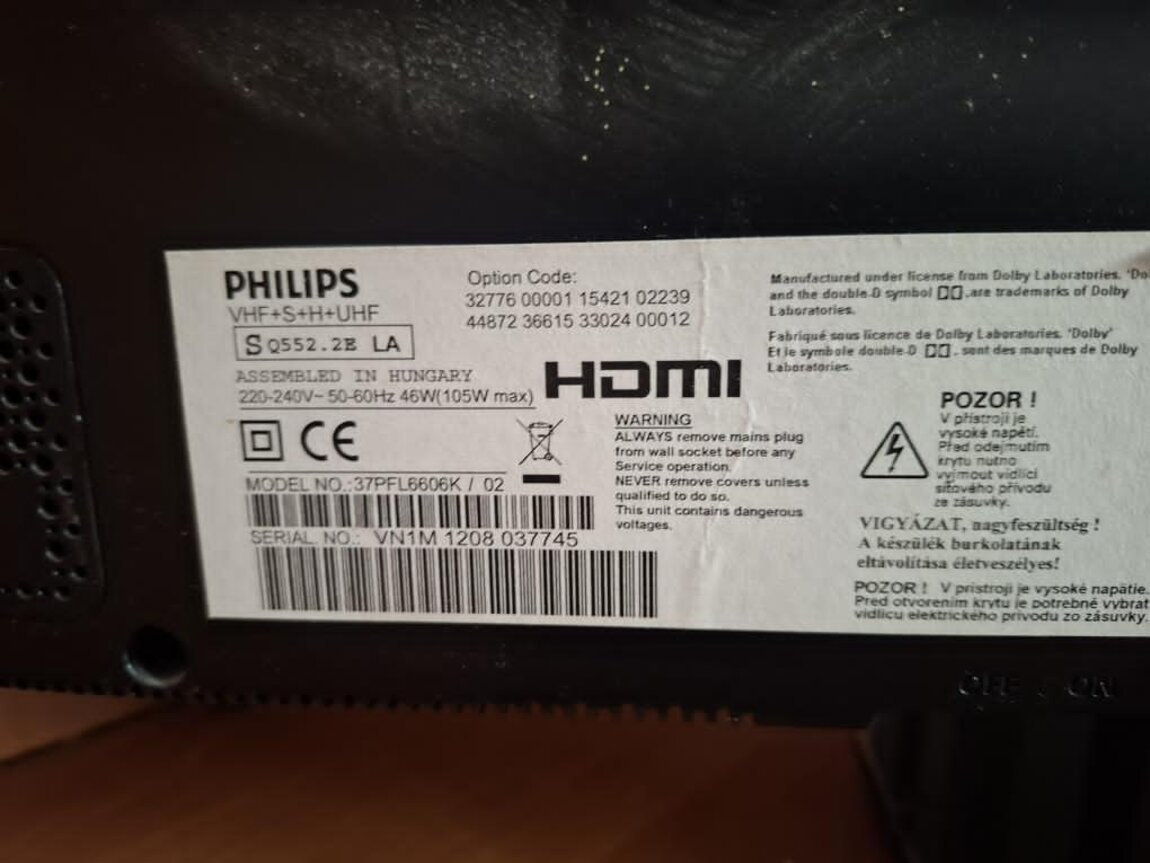 PHILIPS
VHF+S+H+UHF
S Q552.2E LA
ASSEMBLED IN HUNGARY
220-240V~ 50-60Hz 46W(105W max)
CE
MODEL NO.:37PFL6606K / 02
SERIAL NO.: VN1M 1208 037745
Option Code:
32776 00001 15421 02239
44872 36615 33024 00012
HDMI
WARNING
ALWAYS remove mains plug
from wall socket before any
Service operation.
NEVER remove covers unless
qualified to do so.
This unit contains dangerous
voltages.
Manufactured under license from Dolby Laboratories. 'Do
and the double-D symbol ,are trademarks of Dolby
Laboratories.
Fabriqué sous licence de Dolby Laboratories. 'Dolby'
Et le symbole double-D , sont des marques de Dolby
Laboratories.
POZOR !
V přístroji je
vysoké napětí.
Před odejmutím
krytu nutno
vyjmout vidlici
síťového přívodu
ze zásuvky.
VIGYÁZAT, nagyfeszültség !
A készülék burkolatának
eltávolítása életveszélyes!
POZOR ! V prístroji je vysoké napätie.
Pred otvorením krytu je potrebné vybrat
vidlicu elektrického prívodu zo zásuvky.
OFF ON